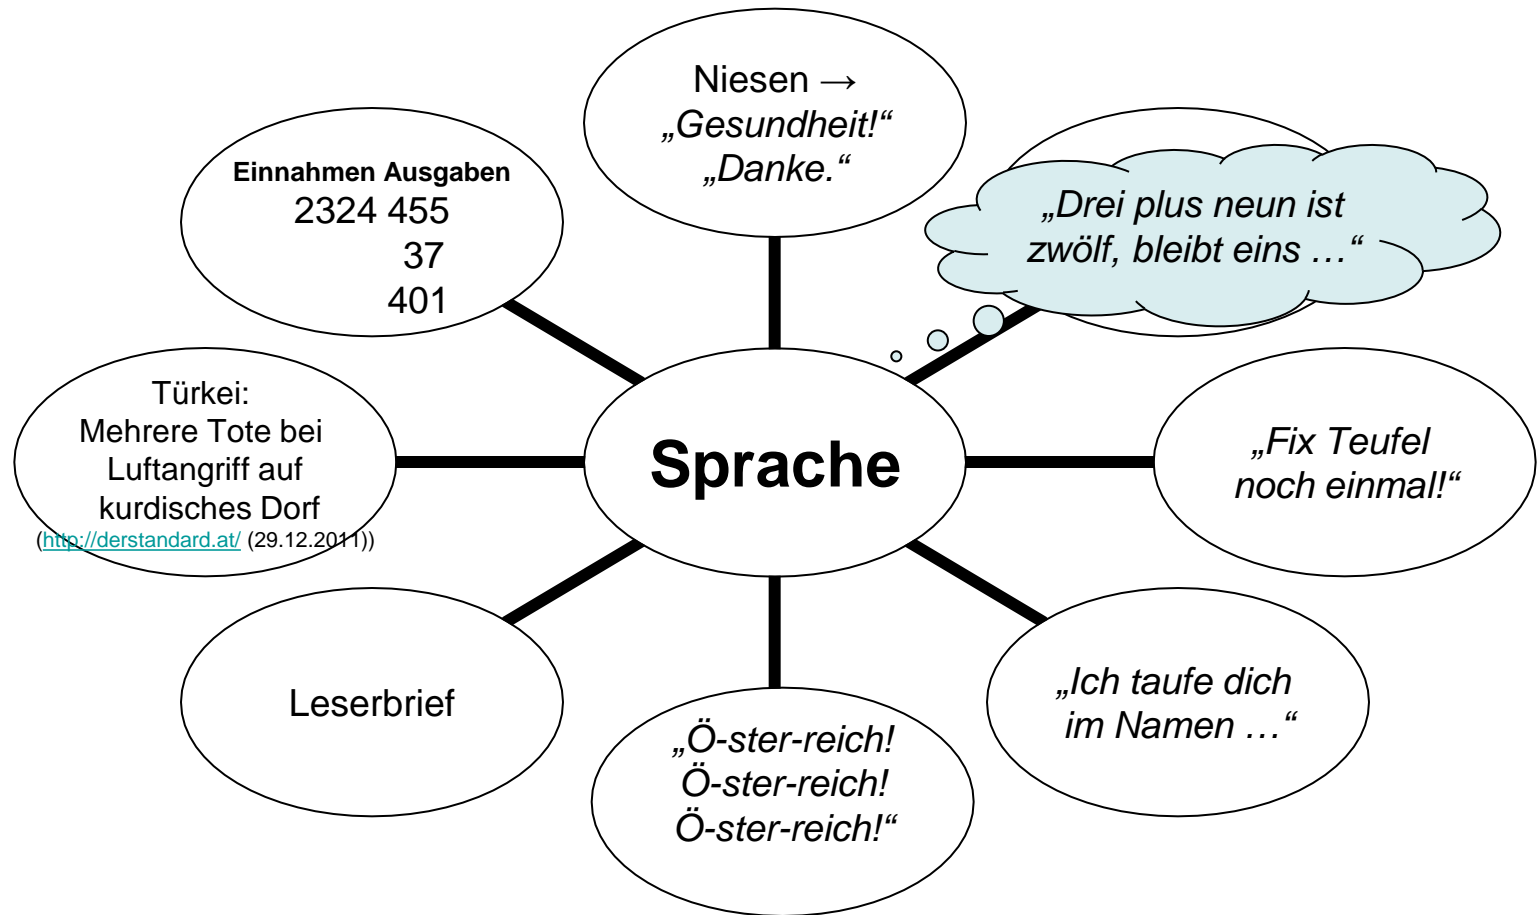 Niesen →
„Gesundheit!“
„Danke.“
„Drei plus neun ist
zwölf, bleibt eins …“
„Fix Teufel
noch einmal!“
„Ich taufe dich
im Namen …“
„Ö-ster-reich!
Ö-ster-reich!
Ö-ster-reich!“
Leserbrief
Türkei:
Mehrere Tote bei
Luftangriff auf
kurdisches Dorf
(http://derstandard.at/ (29.12.2011))
Einnahmen Ausgaben
2324 455
37
401
Sprache